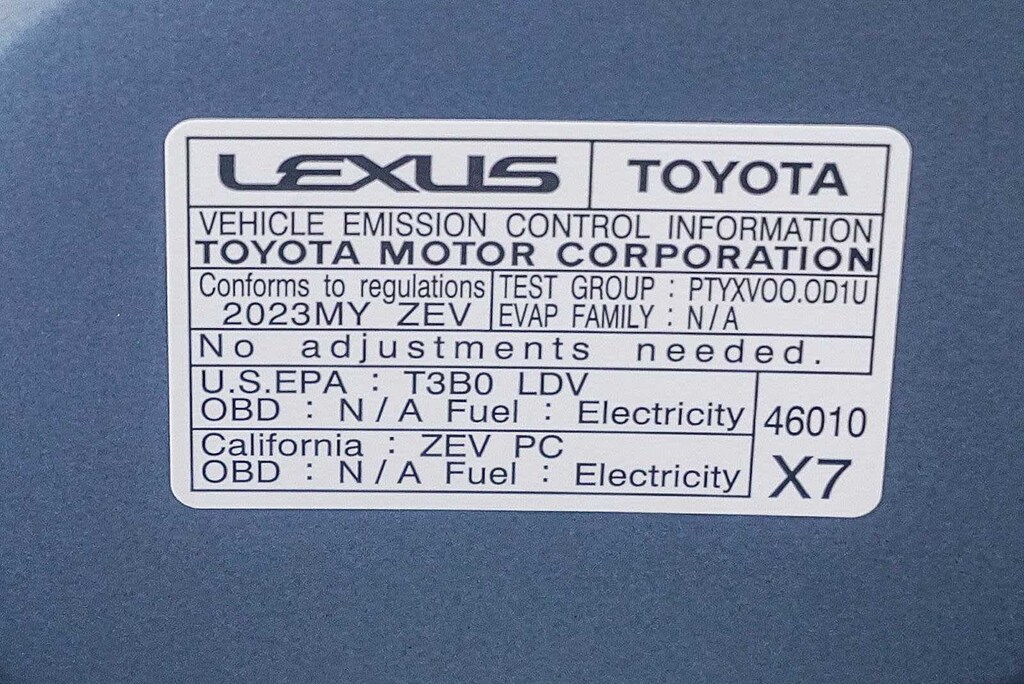 LEXUS TOYOTA
VEHICLE EMISSION CONTROL INFORMATION
TOYOTA MOTOR CORPORATION
Conforms to regulations
2023MY ZEV
TEST GROUP : PTYXV00.0D1U
EVAP FAMILY : N/A
No adjustments needed.
U.S.EPA : T3B0 LDV
OBD : N/A Fuel : Electricity
California : ZEV PC
OBD : N/A Fuel : Electricity
46010
X7